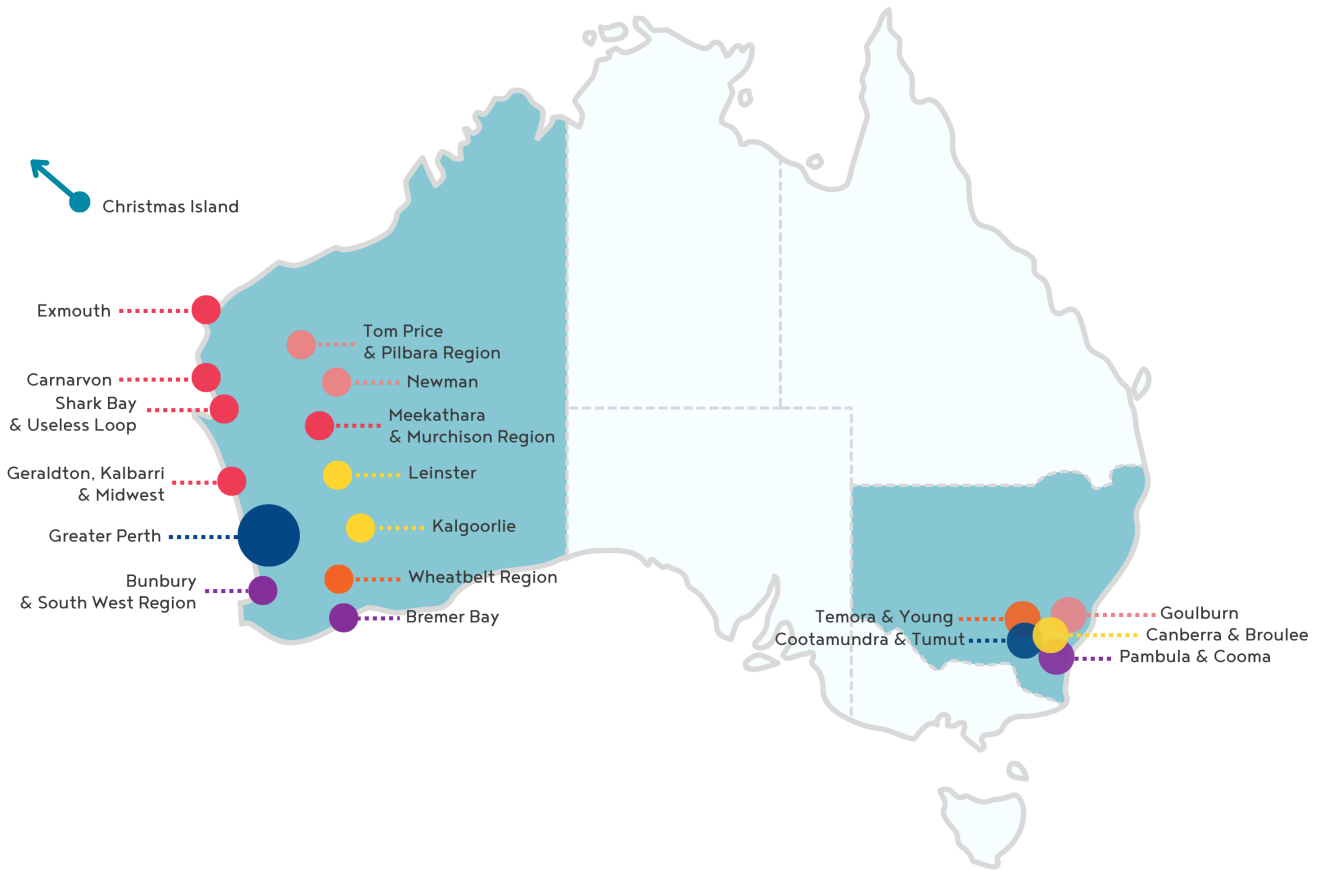 Christmas Island
Exmouth
Tom Price
& Pilbara Region
Carnarvon
Newman
Shark Bay
& Useless Loop
Meekathara
& Murchison Region
Geraldton, Kalbarri
& Midwest
Leinster
Greater Perth
Kalgoorlie
Bunbury
& South West Region
Wheatbelt Region
Bremer Bay
Temora & Young
Goulburn
Cootamundra & Tumut
Canberra & Broulee
Pambula & Cooma